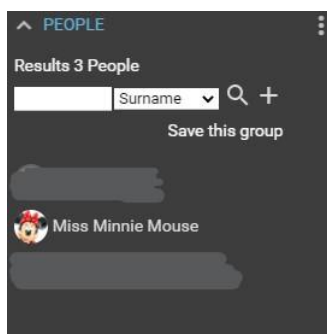 PEOPLE
Results 3 People
Surname
Save this group
Miss Minnie Mouse